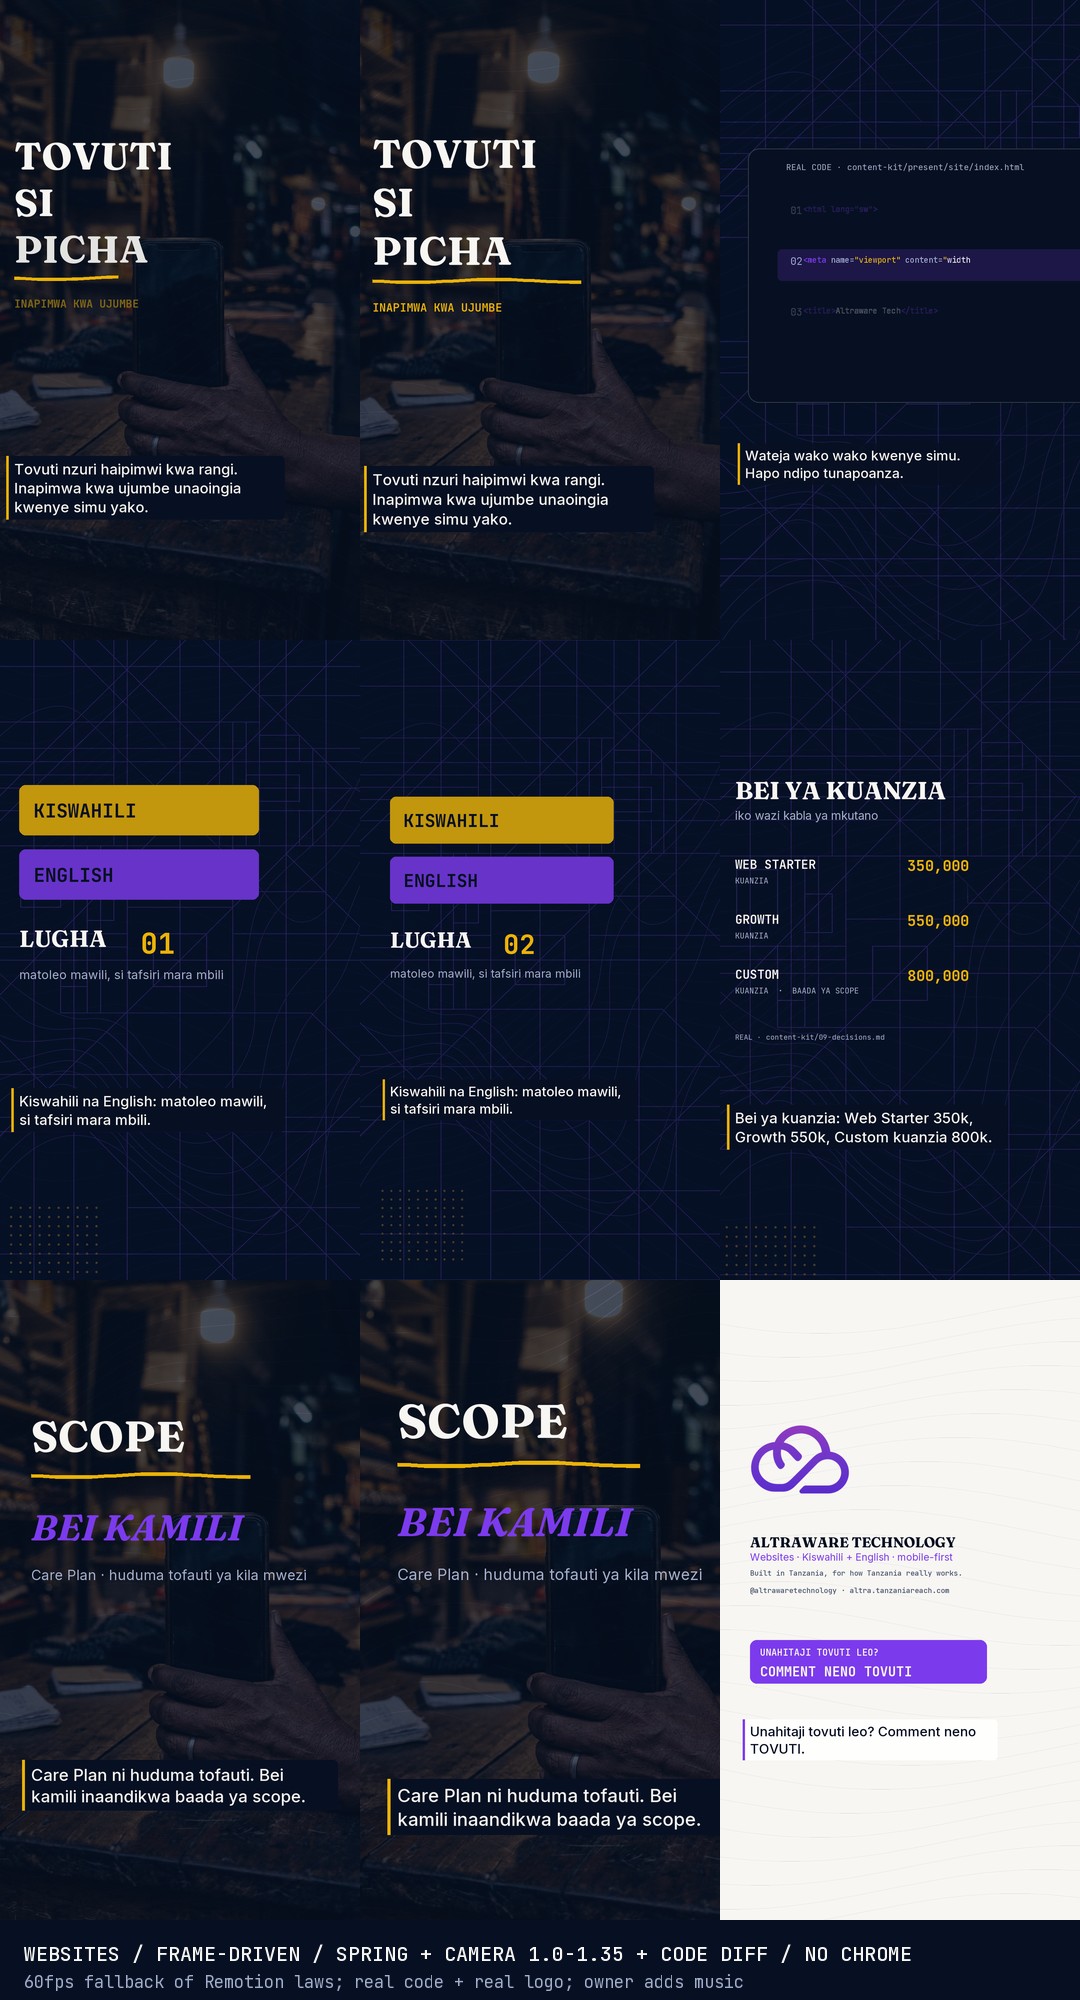 TOVUTI
SI
PICHA
INAPIMWA KWA UJUMBE
Tovuti nzuri haipimwi kwa rangi.
Inapimwa kwa ujumbe unaoingia
kwenye simu yako.
TOVUTI
SI
PICHA
INAPIMWA KWA UJUMBE
Tovuti nzuri haipimwi kwa rangi.
Inapimwa kwa ujumbe unaoingia
kwenye simu yako.
REAL CODE · content-kit/present/site/index.html
01<html lang="sw">
02<meta name="viewport" content="width
03<title>Altraware Tech</title>
Wateja wako wako kwenye simu.
Hapo ndipo tunapoanza.
KISWAHILI
ENGLISH
LUGHA 01
matoleo mawili, si tafsiri mara mbili
Kiswahili na English: matoleo mawili,
si tafsiri mara mbili.
KISWAHILI
ENGLISH
LUGHA 02
matoleo mawili, si tafsiri mara mbili
Kiswahili na English: matoleo mawili,
si tafsiri mara mbili.
BEI YA KUANZIA
iko wazi kabla ya mkutano
WEB STARTER 350,000
KUANZIA
GROWTH 550,000
KUANZIA
CUSTOM 800,000
KUANZIA · BAADA YA SCOPE
REAL · content-kit/09-decisions.md
Bei ya kuanzia: Web Starter 350k,
Growth 550k, Custom kuanzia 800k.
SCOPE
BEI KAMILI
Care Plan · huduma tofauti ya kila mwezi
Care Plan ni huduma tofauti. Bei
kamili inaandikwa baada ya scope.
SCOPE
BEI KAMILI
Care Plan · huduma tofauti ya kila mwezi
Care Plan ni huduma tofauti. Bei
kamili inaandikwa baada ya scope.
ALTRAWARE TECHNOLOGY
Websites · Kiswahili + English · mobile-first
Built in Tanzania, for how Tanzania really works.
@altrawaretechnology · altra.tanzaniareach.com
UNAHITAJI TOVUTI LEO?
COMMENT NENO TOVUTI
Unahitaji tovuti leo? Comment neno
TOVUTI.
WEBSITES / FRAME-DRIVEN / SPRING + CAMERA 1.0-1.35 + CODE DIFF / NO CHROME
60fps fallback of Remotion laws; real code + real logo; owner adds music